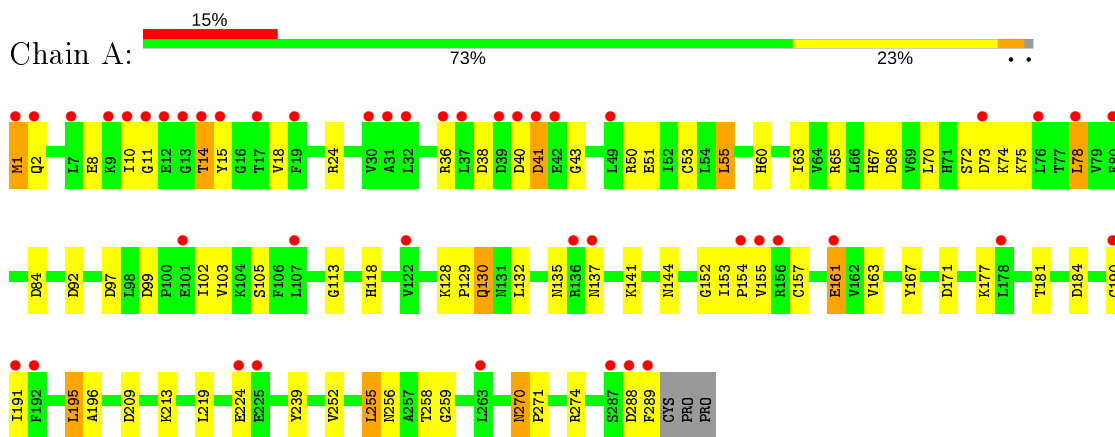 15%
Chain A:
73%
23%
M1 Q2 L7 E8 K9 I10 G11 E12 G13 T14 Y15 G16 T17 V18 F19 R24 V30 A31 L32 R36 L37 D38 D39 D40 D41 E42 G43 L49 R50 E51 I52 C53 L54 L55 H60 I63 V64 R65 L66 H67 D68 V69 L70 H71 S72 D73 K74 K75 L76 T77 L78 V79
D84 D92 D97 L98 D99 P100 E101 I102 V103 K104 S105 F106 L107 G113 H118 V122 K128 P129 Q130 N131 L132 N135 R136 N137 K141 N144 G152 I153 P154 V155 R156 C157 E161 V162 V163 Y167 D171 K177 L178 T181 D184
I191 F192 L195 A196 D209 K213 L219 E224 E225 Y239 V252 L255 N256 A257 T258 G259 L263 N270 P271 R274 S287 D288 F289 CYS PRO PRO